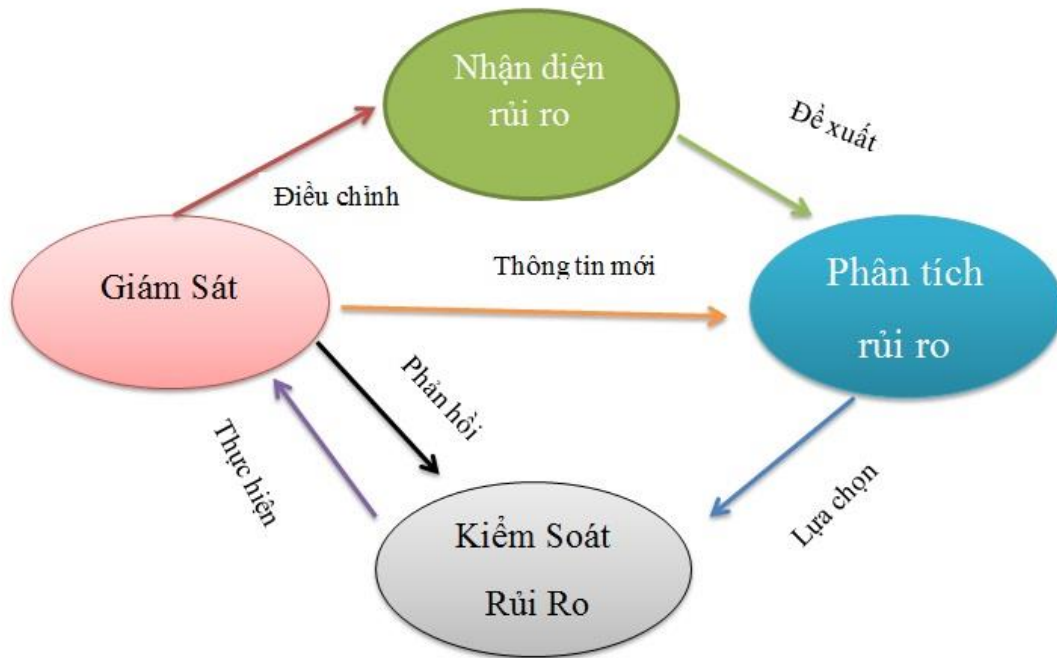 Nhận diện
rủi ro
Đề xuất
Điều chỉnh
Thông tin mới
Giám Sát
Phân tích
rủi ro
Phản hồi
Thực hiện
Lựa chọn
Kiểm Soát
Rủi Ro